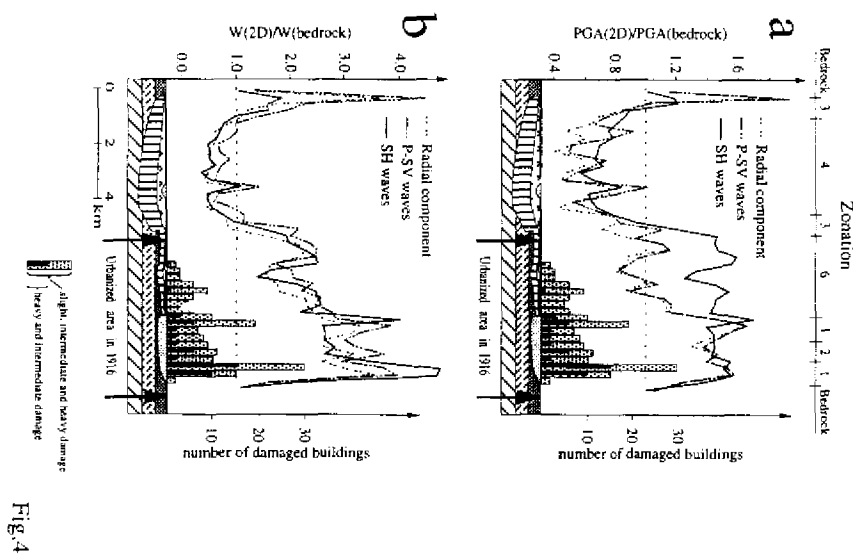 Zonation
Bedrock 3 4 3 6 1 2 1 Bedrock
a
PGA(2D)/PGA(bedrock)
0.4 0.8 1.2 1.6
Radial component
P-SV waves
SH waves
Urbanized area in 1916
10 20 30
number of damaged buildings
b
W(2D)/W(bedrock)
0.0 1.0 2.0 3.0 4.0
Radial component
P-SV waves
SH waves
Urbanized area in 1916
10 20 30
number of damaged buildings
0 2 4
km
slight, intermediate and heavy damage
heavy and intermediate damage
Fig.4